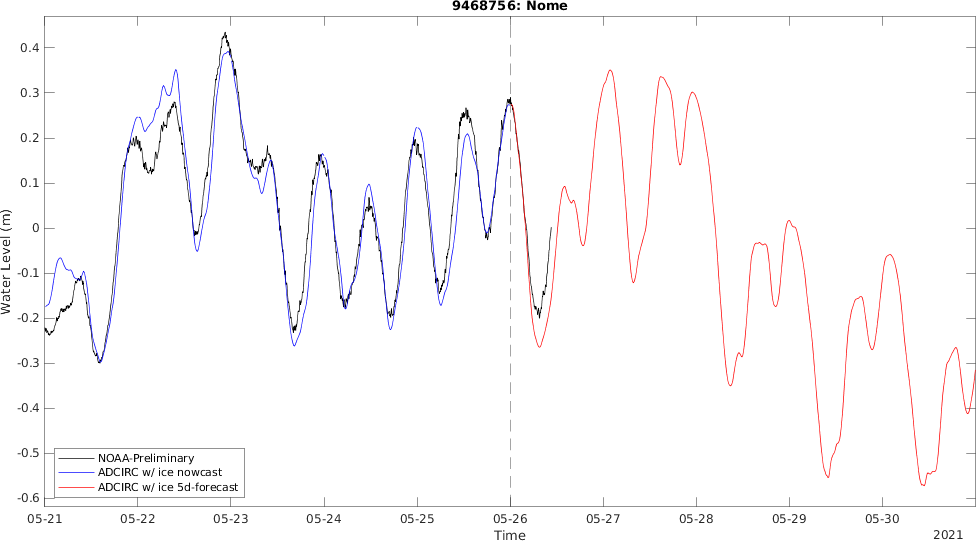 9468756: Nome
0.4
0.3
0.2
0.1
0
-0.1
-0.2
-0.3
-0.4
-0.5
-0.6
Water Level (m)
NOAA-Preliminary
ADCIRC w/ ice nowcast
ADCIRC w/ ice 5d-forecast
05-21 05-22 05-23 05-24 05-25 05-26 05-27 05-28 05-29 05-30
Time
2021